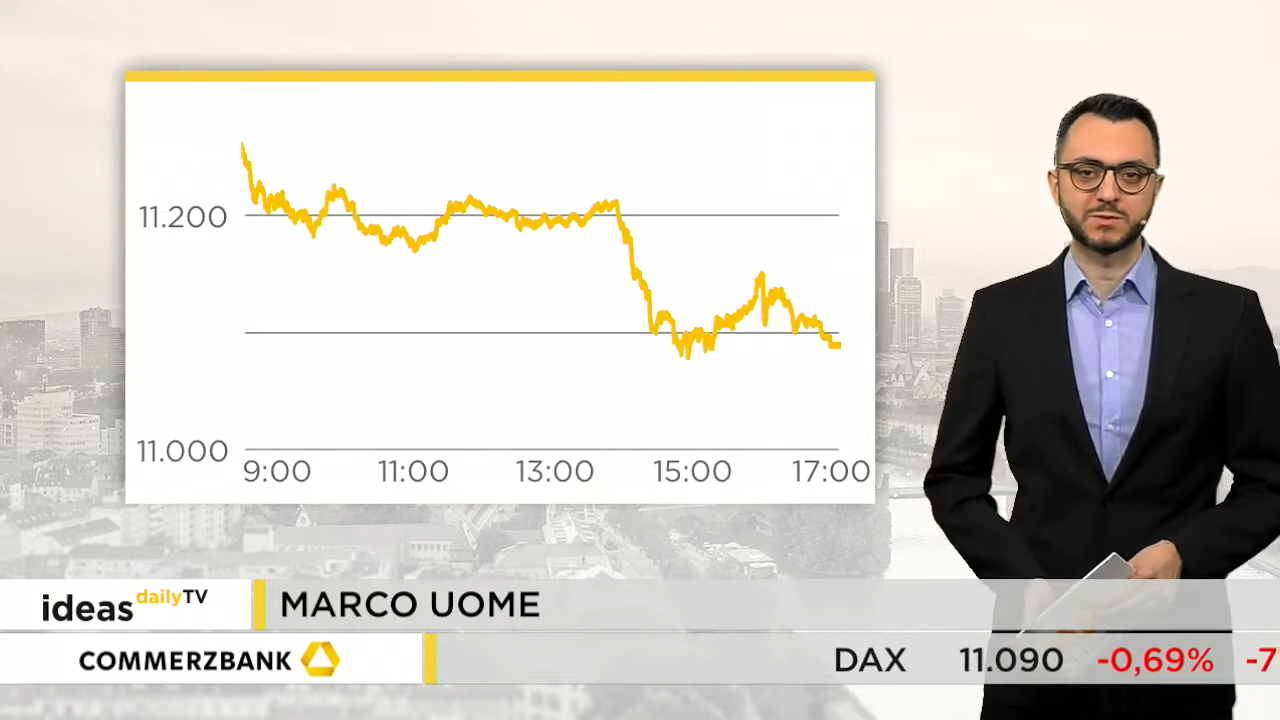 11.200
11.000
9:00 11:00 13:00 15:00 17:00
ideas dailyTV
MARCO UOME
COMMERZBANK
DAX 11.090 -0,69% -7